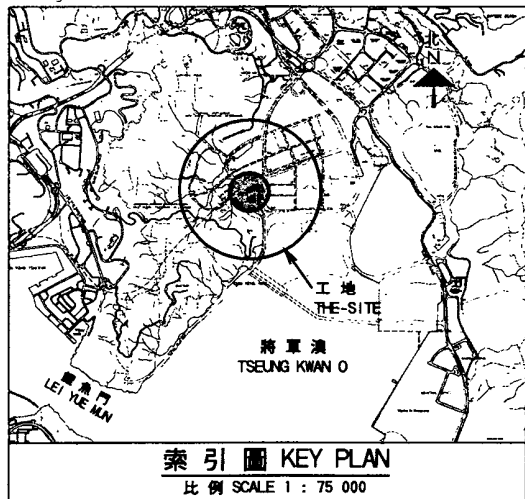 北
N
工地
THE-SITE
將軍澳
TSEUNG KWAN O
鯉魚門
LEI YUE MUN
索引圖 KEY PLAN
比例 SCALE 1 : 75 000